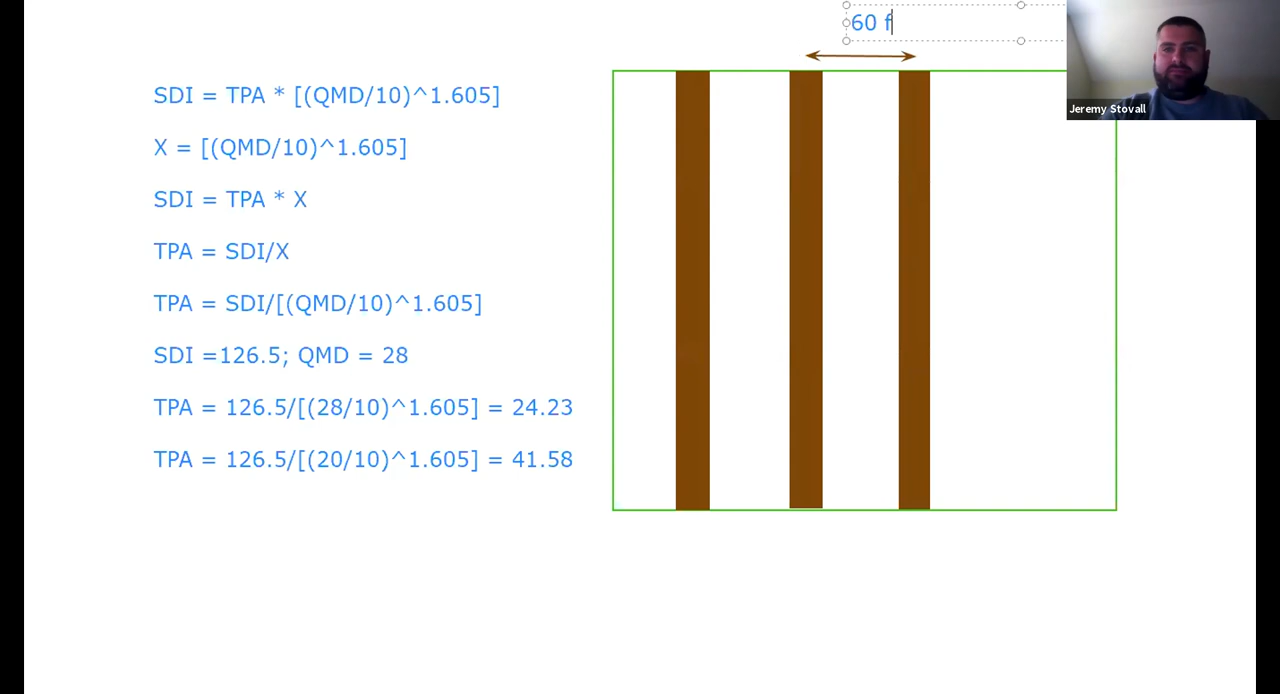 60 f
Jeremy Stovall
SDI = TPA * [(QMD/10)^1.605]
X = [(QMD/10)^1.605]
SDI = TPA * X
TPA = SDI/X
TPA = SDI/[(QMD/10)^1.605]
SDI =126.5; QMD = 28
TPA = 126.5/[(28/10)^1.605] = 24.23
TPA = 126.5/[(20/10)^1.605] = 41.58